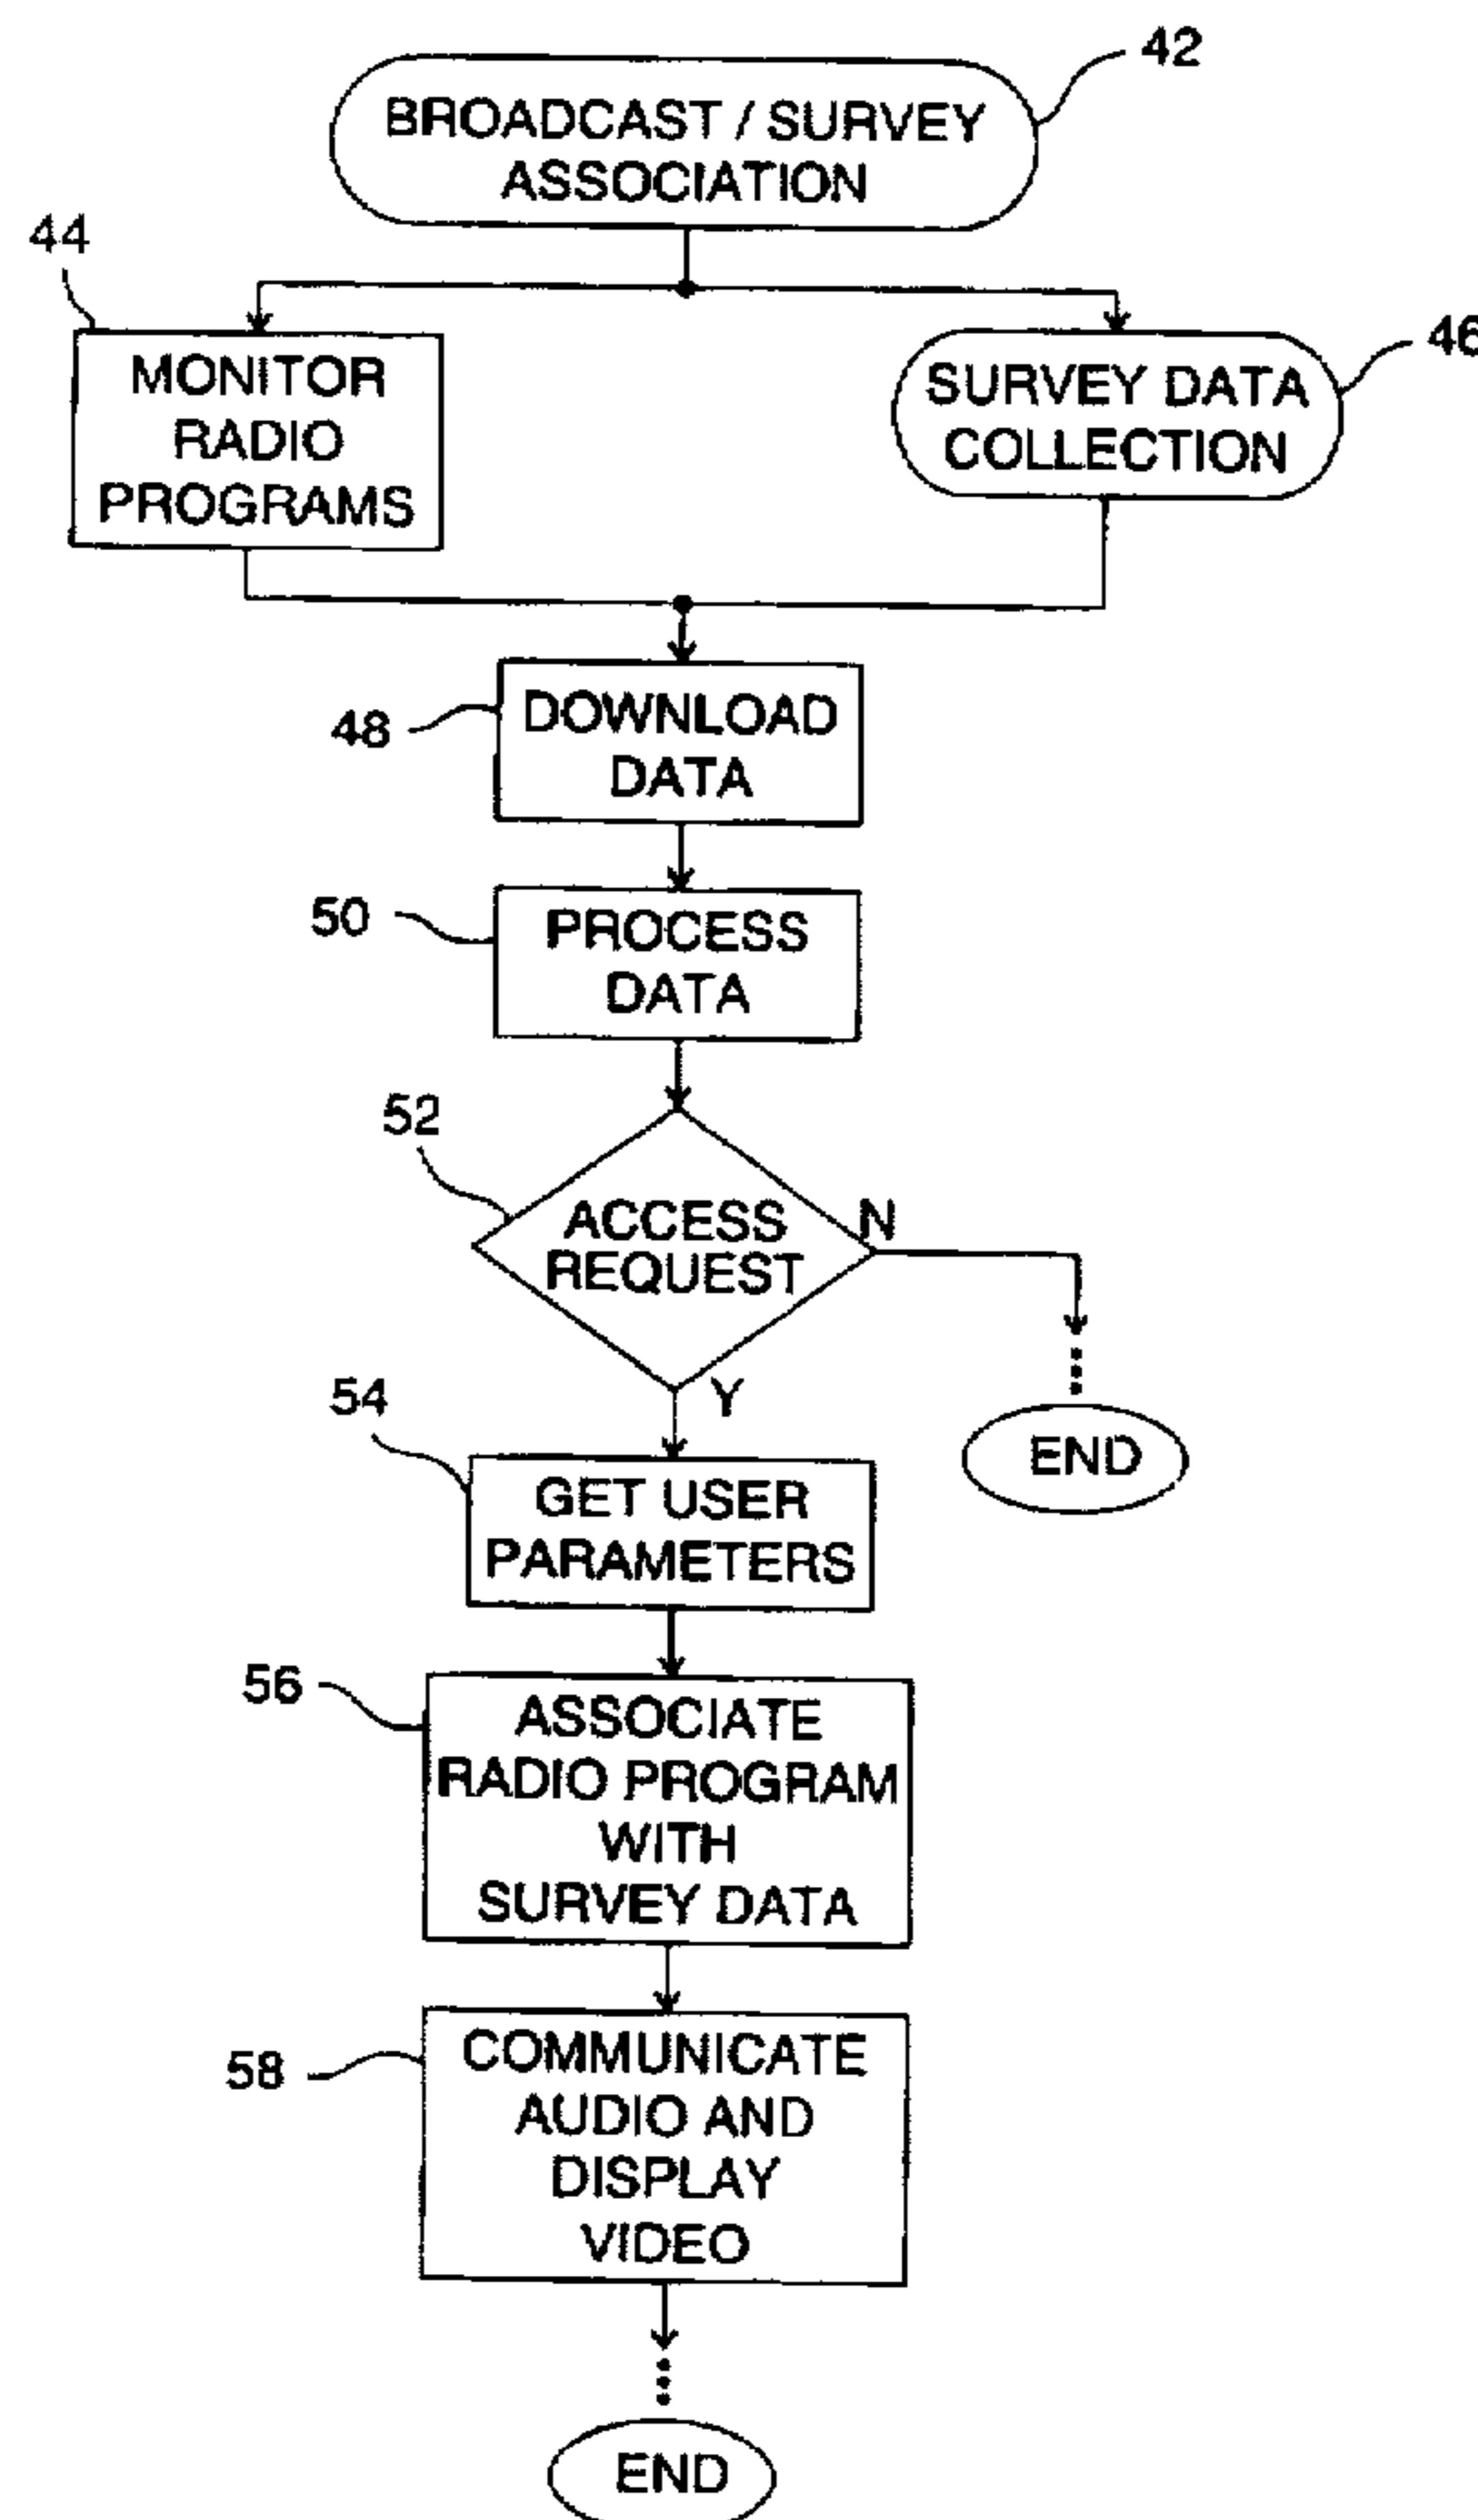 42
BROADCAST / SURVEY
ASSOCIATION
44
MONITOR
RADIO
PROGRAMS
46
SURVEY DATA
COLLECTION
48
DOWNLOAD
DATA
50
PROCESS
DATA
52
ACCESS
REQUEST
N
Y
END
54
GET USER
PARAMETERS
56
ASSOCIATE
RADIO PROGRAM
WITH
SURVEY DATA
58
COMMUNICATE
AUDIO AND
DISPLAY
VIDEO
END